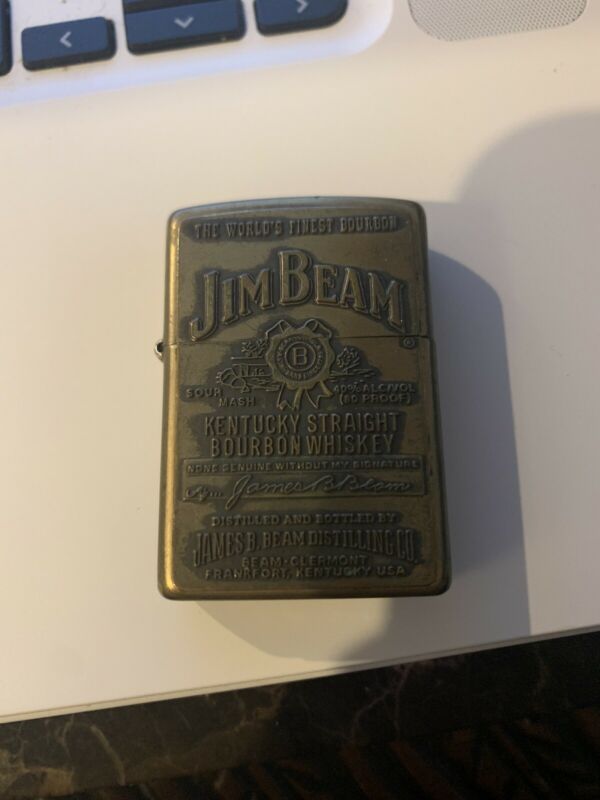 THE WORLD'S FINEST BOURBON
JIM BEAM
®
B
SOUR MASH
40% ALC/VOL (80 PROOF)
KENTUCKY STRAIGHT
BOURBON WHISKEY
NONE GENUINE WITHOUT MY SIGNATURE
James B. Beam
DISTILLED AND BOTTLED BY
JAMES B. BEAM DISTILLING CO.
BEAM·CLERMONT
FRANKFORT, KENTUCKY USA